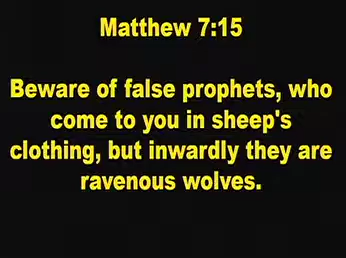 Matthew 7:15
Beware of false prophets, who
come to you in sheep's
clothing, but inwardly they are
ravenous wolves.